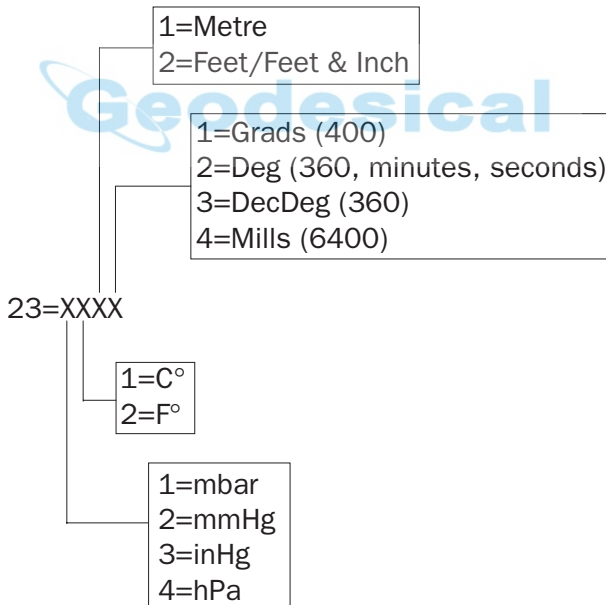 1=Metre
2=Feet/Feet & Inch
Geodesical
1=Grads (400)
2=Deg (360, minutes, seconds)
3=DecDeg (360)
4=Mills (6400)
23=XXXX
1=C°
2=F°
1=mbar
2=mmHg
3=inHg
4=hPa